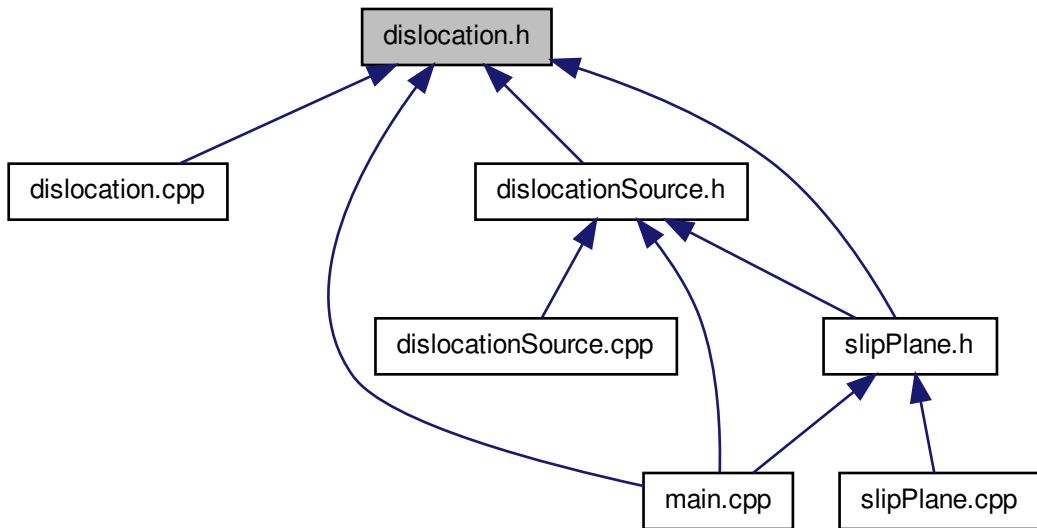 dislocation.h
dislocation.cpp
dislocationSource.h
dislocationSource.cpp
slipPlane.h
main.cpp
slipPlane.cpp